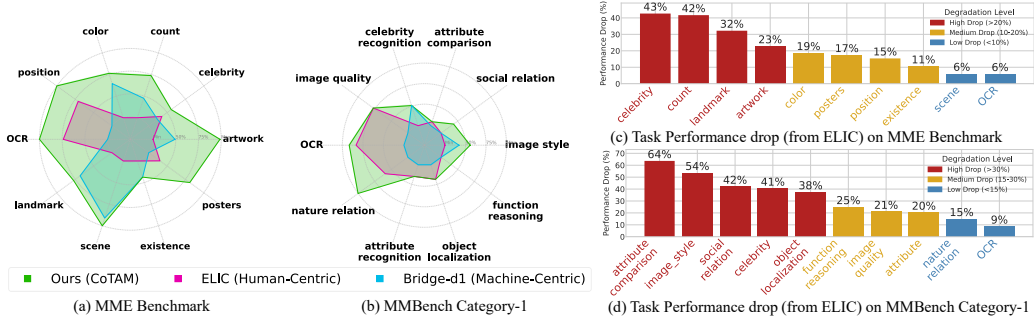 color
count
position
celebrity
OCR
artwork
landmark
posters
scene
existence
celebrity
recognition
attribute
comparison
image quality
social relation
OCR
image style
75%
nature relation
function
reasoning
attribute
recognition
object
localization
Ours (CoTAM)
ELIC (Human-Centric)
Bridge-d1 (Machine-Centric)
(a) MME Benchmark
(b) MMBench Category-1
Performance Drop (%)
40
30
20
10
0
43%
42%
32%
23%
19%
17%
15%
11%
6%
6%
Degradation Level
High Drop (>20%)
Medium Drop (10-20%)
Low Drop (<10%)
celebrity
count
landmark
artwork
color
posters
position
existence
scene
OCR
(c) Task Performance drop (from ELIC) on MME Benchmark
Performance Drop (%)
70
60
50
40
30
20
10
0
64%
54%
42%
41%
38%
25%
21%
20%
15%
9%
Degradation Level
High Drop (>30%)
Medium Drop (15-30%)
Low Drop (<15%)
attribute
comparison
image_style
social
relation
celebrity
object
localization
function
reasoning
image
quality
attribute
nature
relation
OCR
(d) Task Performance drop (from ELIC) on MMBench Category-1